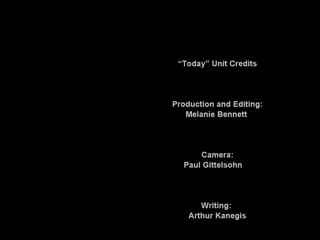 “Today” Unit Credits
Production and Editing:
Melanie Bennett
Camera:
Paul Gittelsohn
Writing:
Arthur Kanegis